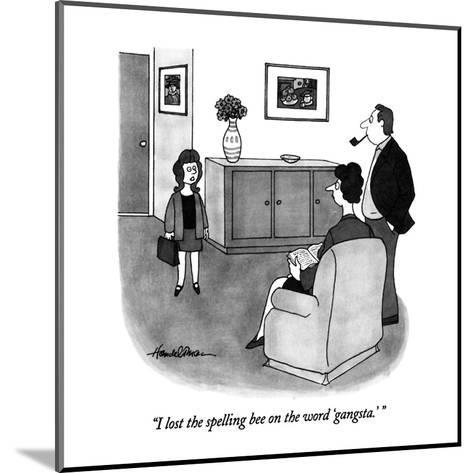 Handelsman
“I lost the spelling bee on the word ‘gangsta.’ ”